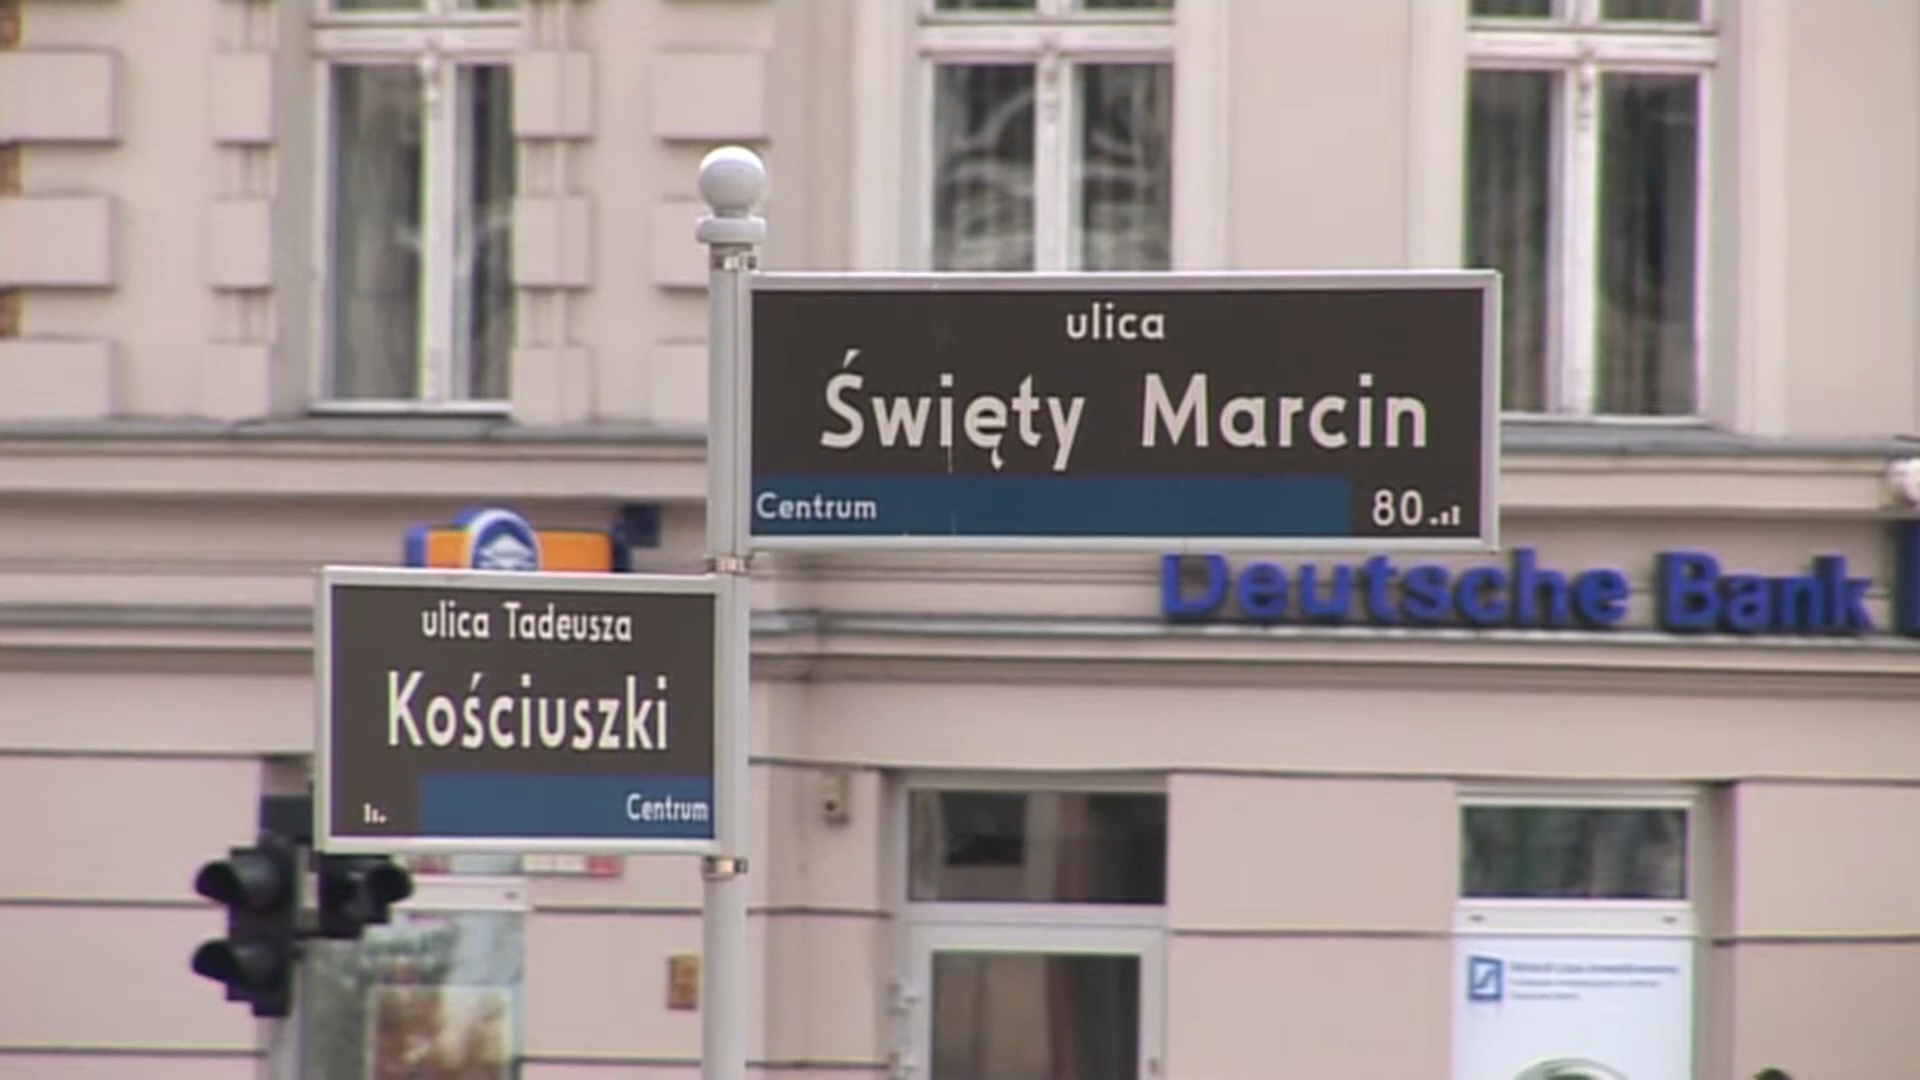 ulica
Święty Marcin
Centrum 80
Deutsche Bank
ulica Tadeusza
Kościuszki
Centrum